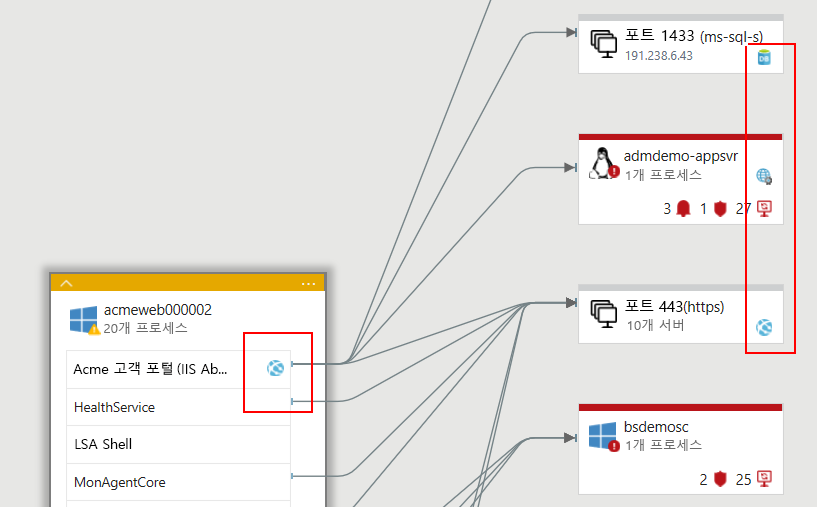 포트 1433 (ms-sql-s)
191.238.6.43
DB
admdemo-appsvr
1개 프로세스
3 1 27
acmeweb000002
20개 프로세스
포트 443(https)
10개 서버
Acme 고객 포털 (IIS Ab...
HealthService
LSA Shell
MonAgentCore
bsdemosc
1개 프로세스
2 25